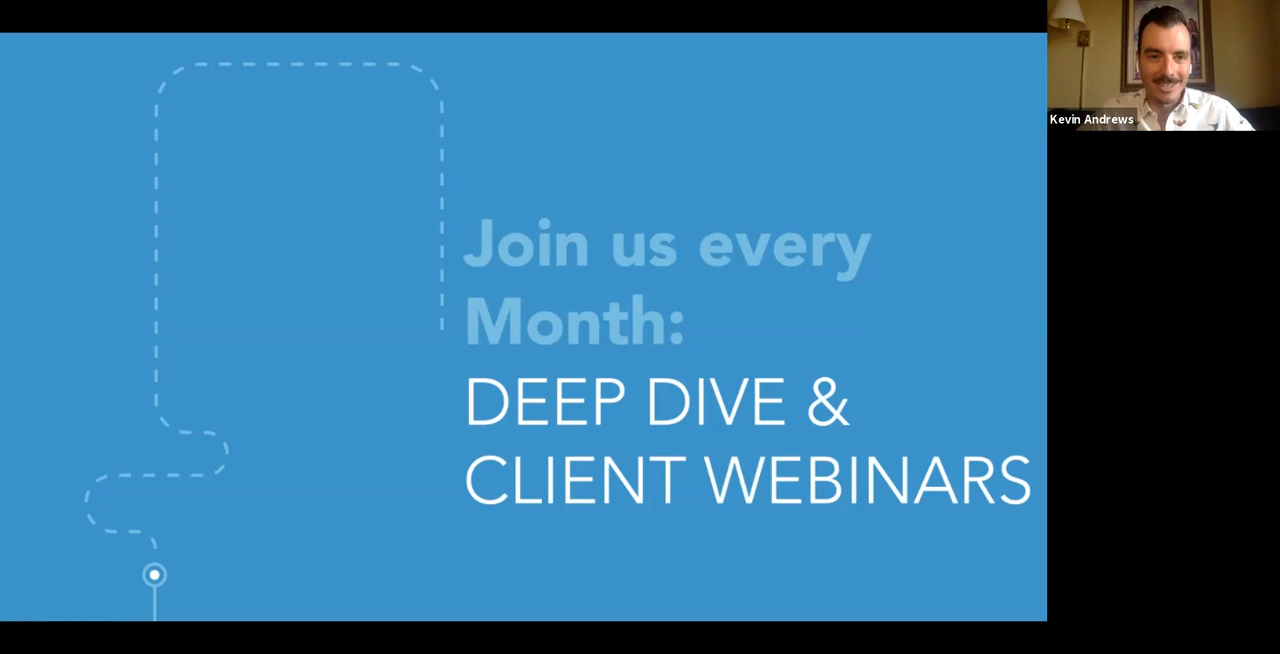 Join us every
Month:
DEEP DIVE &
CLIENT WEBINARS
Kevin Andrews